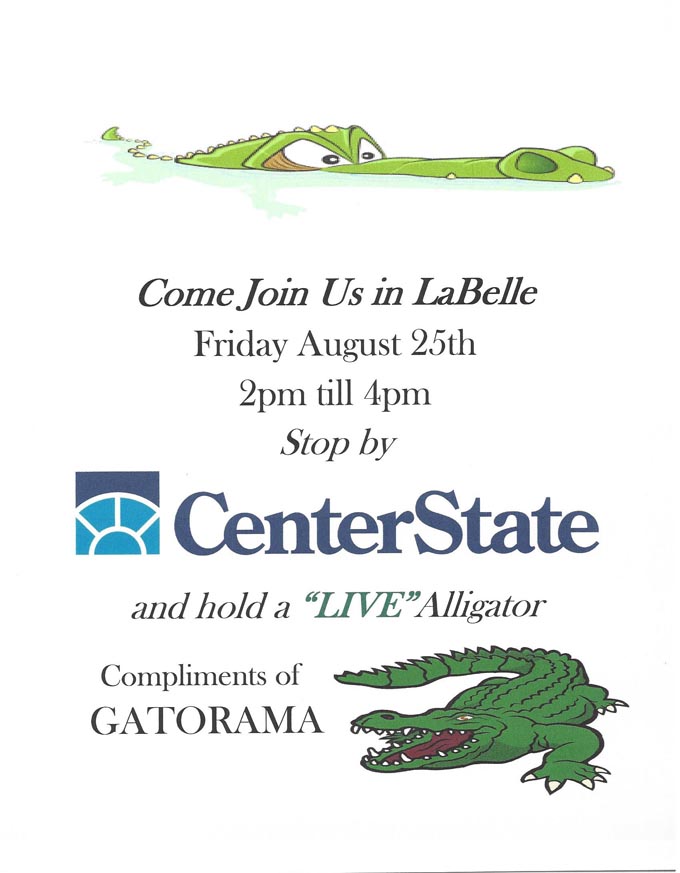 Come Join Us in LaBelle
Friday August 25th
2pm till 4pm
Stop by
CenterState
and hold a “LIVE”Alligator
Compliments of
GATORAMA